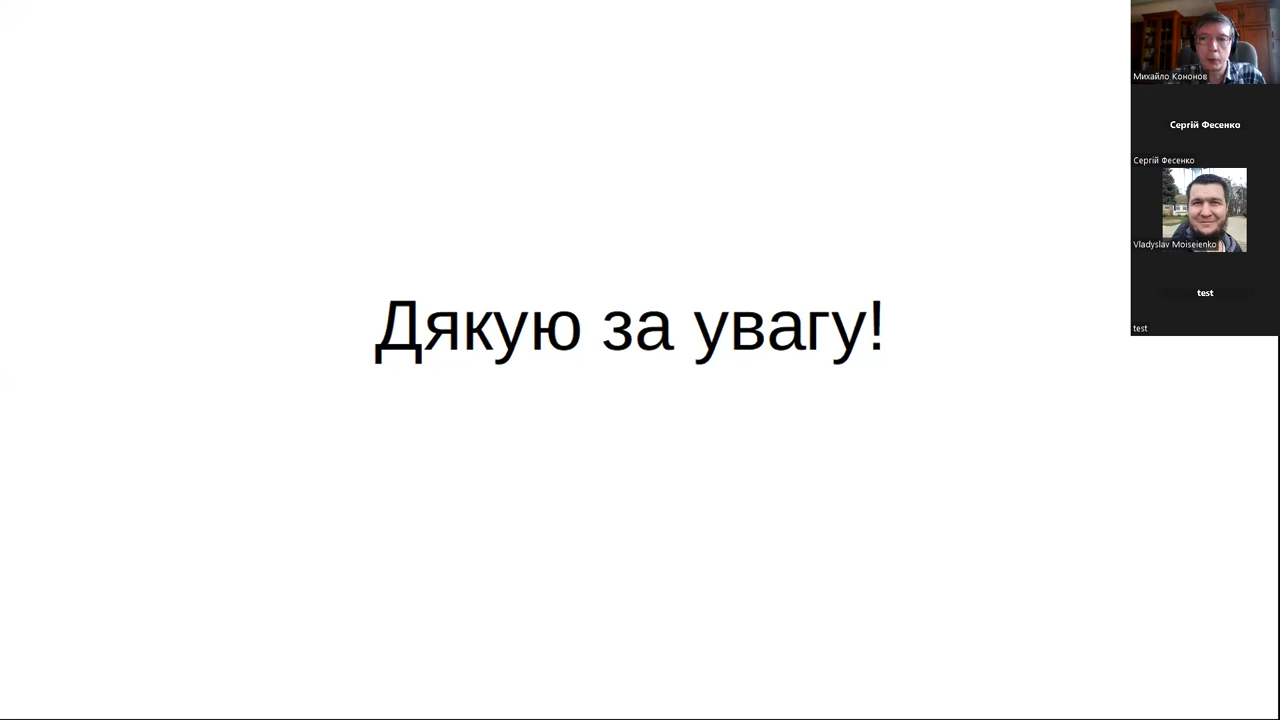 Дякую за увагу!
Михайло Кононов
Сергій Фесенко
Сергій Фесенко
Vladyslav Moiseienko
test
test